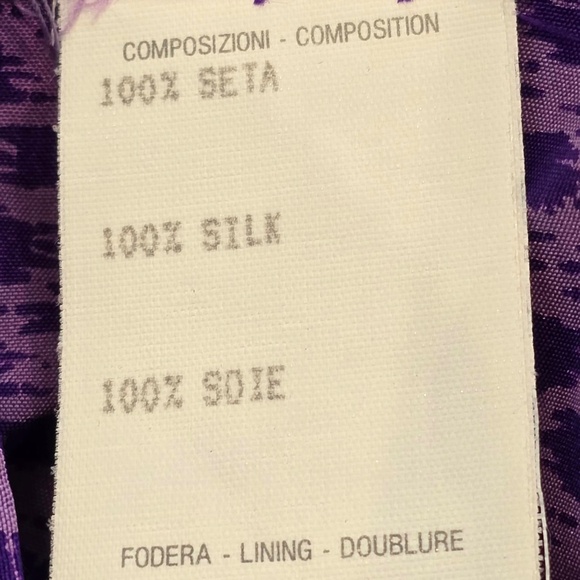 COMPOSIZIONI - COMPOSITION
100% SETA
100% SILK
100% SOIE
FODERA - LINING - DOUBLURE